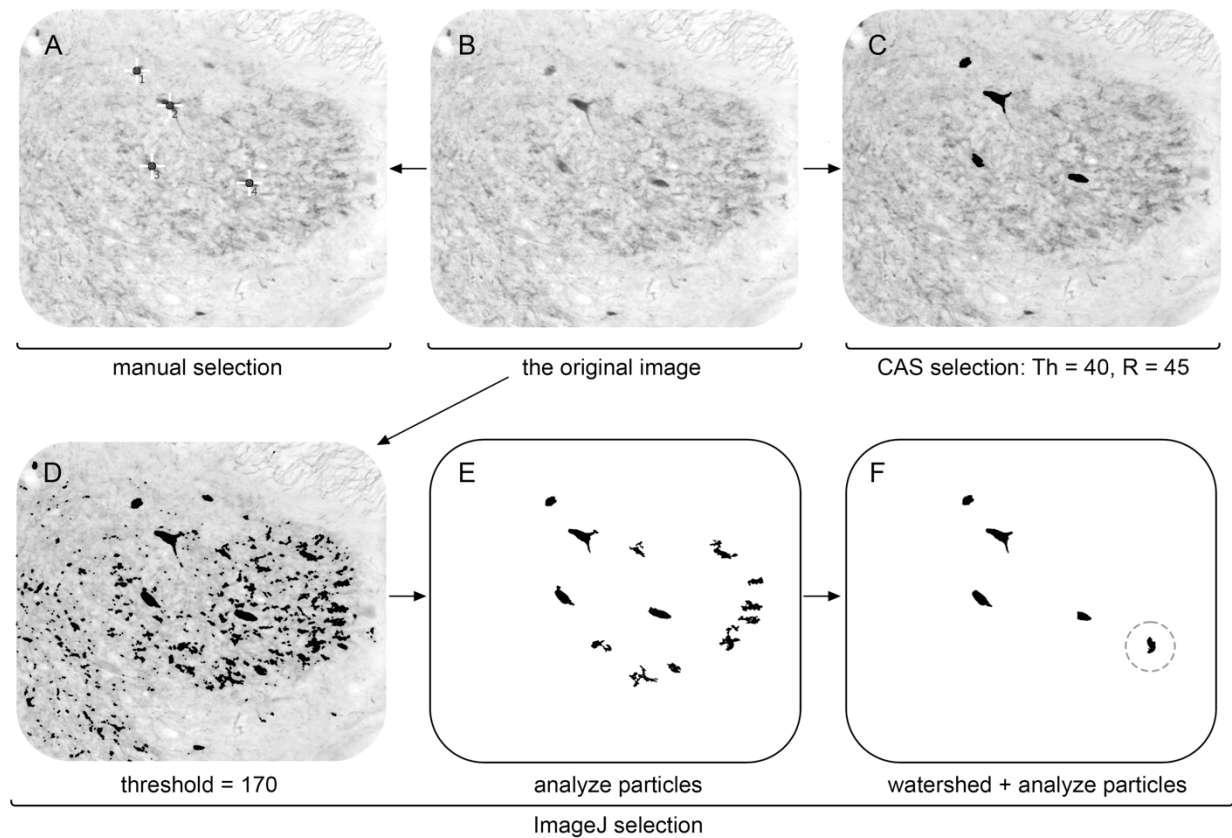 A
B
C
1
2
3
4
manual selection
the original image
CAS selection: Th = 40, R = 45
D
E
F
threshold = 170
analyze particles
watershed + analyze particles
ImageJ selection